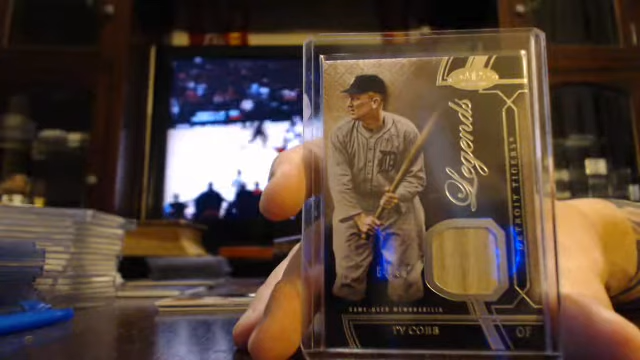 Legends
DETROIT TIGERS
GAME-USED MEMORABILIA
TY COBB
OF